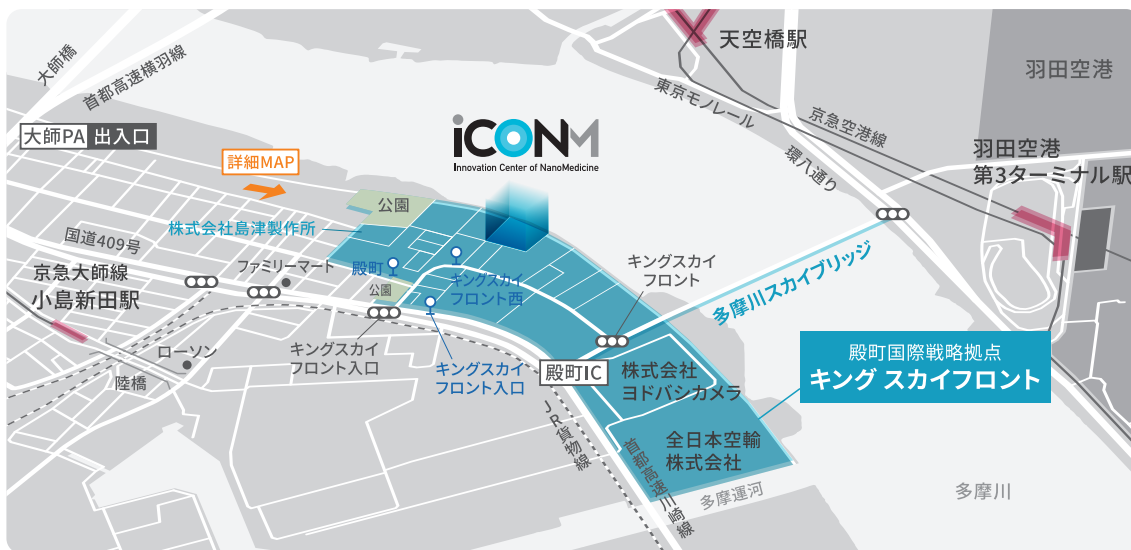 大師橋
首都高速横羽線
大師PA 出入口
詳細MAP
iCONM
Innovation Center of NanoMedicine
天空橋駅
東京モノレール
京急空港線
環八通り
羽田空港
羽田空港
第3ターミナル駅
公園
株式会社島津製作所
国道409号
京急大師線
小島新田駅
ファミリーマート
殿町
公園
キングスカイ
フロント西
キングスカイ
フロント
多摩川スカイブリッジ
ローソン
陸橋
キングスカイ
フロント入口
キングスカイ
フロント入口
殿町IC
株式会社
ヨドバシカメラ
殿町国際戦略拠点
キング スカイフロント
全日本空輸
株式会社
JR貨物線
首都高速川崎線
多摩運河
多摩川